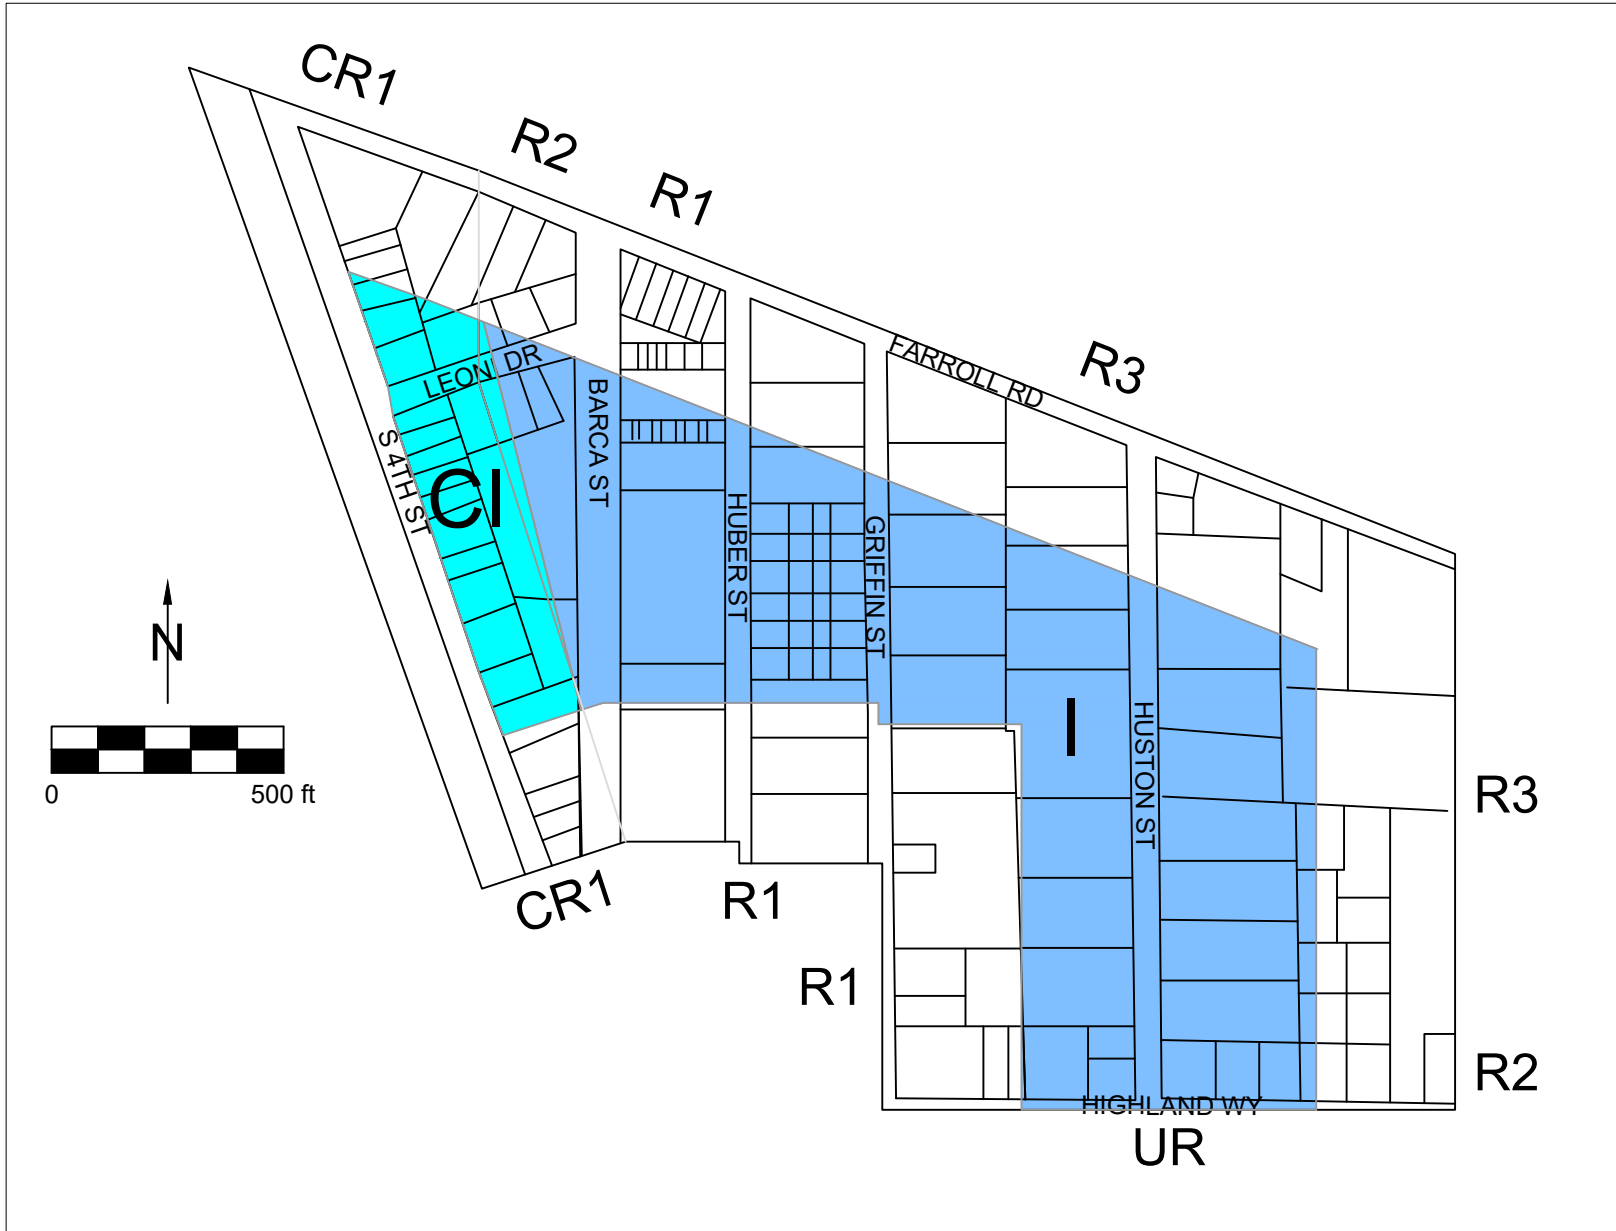 CR1
R2
R1
FARROLL RD
R3
LEON DR
BARCA ST
S 4TH ST
CI
HUBER ST
GRIFFIN ST
N
I
HUSTON ST
0
500 ft
R3
CR1
R1
R1
R2
HIGHLAND WY
UR